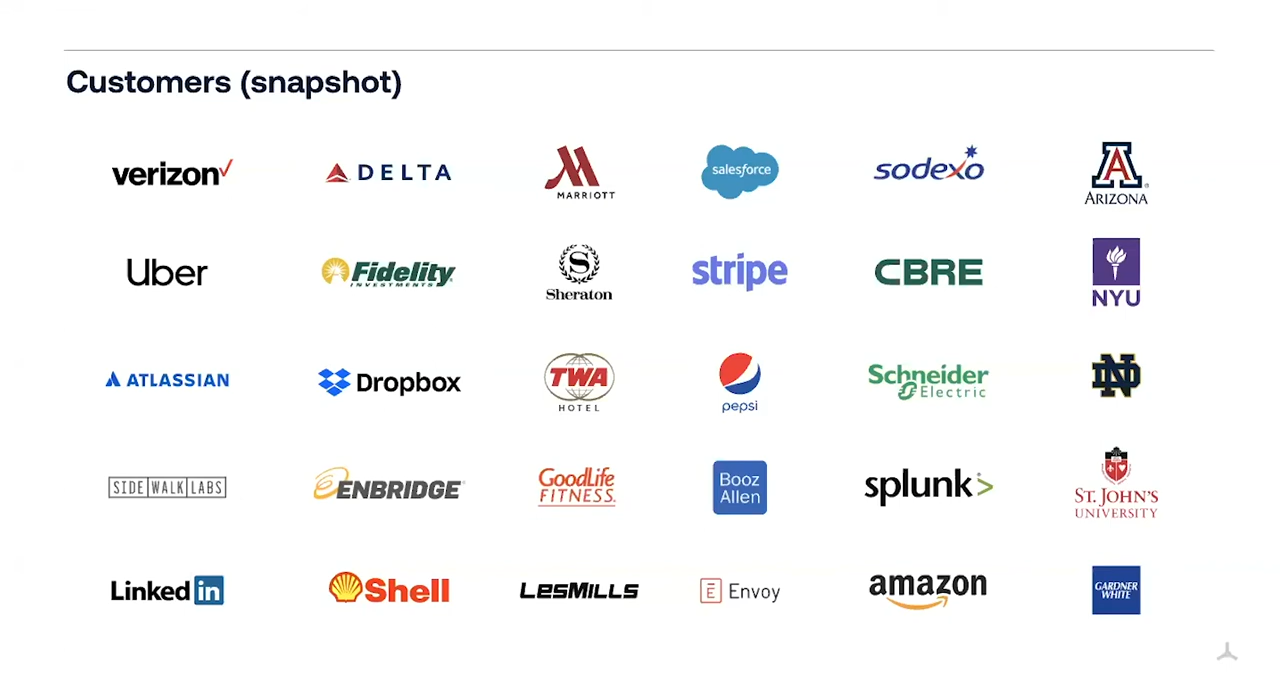 Customers (snapshot)
verizon
DELTA
MARRIOTT
salesforce
sodexo
A
ARIZONA
Uber
Fidelity
INVESTMENTS
S
Sheraton
stripe
CBRE
NYU
ATLASSIAN
Dropbox
TWA
HOTEL
pepsi
Schneider
Electric
ND
SIDEWALK LABS
ENBRIDGE
GOODLIFE
FITNESS.
Booz
Allen
splunk>
ST. JOHN'S
UNIVERSITY
Linked in
Shell
LESMILLS
E Envoy
amazon
GARDNER
WHITE